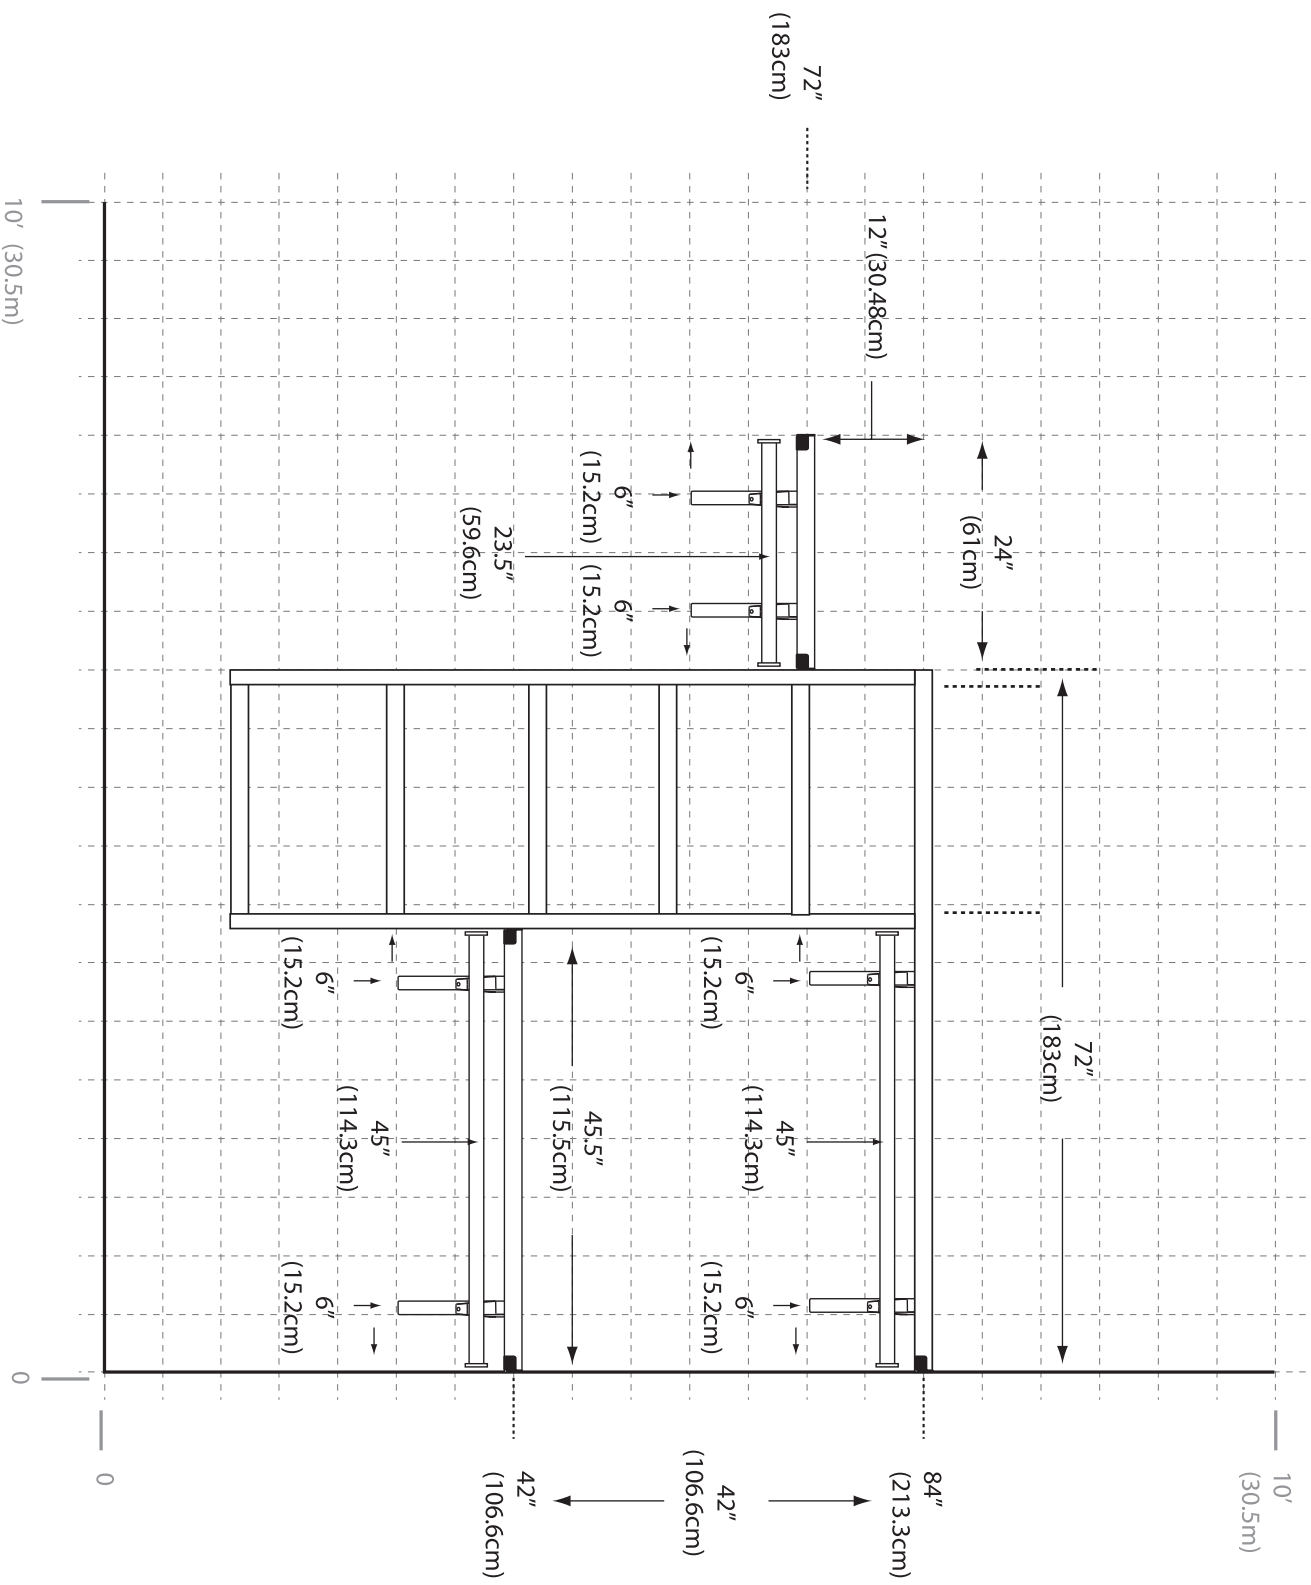 10’
(30.5m)
72”
(183cm)
24”
(61cm)
84”
(213.3cm)
12” (30.48cm)
72”
(183cm)
45”
(114.3cm)
6”
(15.2cm)
6”
(15.2cm)
42”
(106.6cm)
6”
(15.2cm)
6”
(15.2cm)
45.5”
(115.5cm)
42”
(106.6cm)
23.5”
(59.6cm)
45”
(114.3cm)
6”
(15.2cm)
6”
(15.2cm)
0
10’ (30.5m)
0